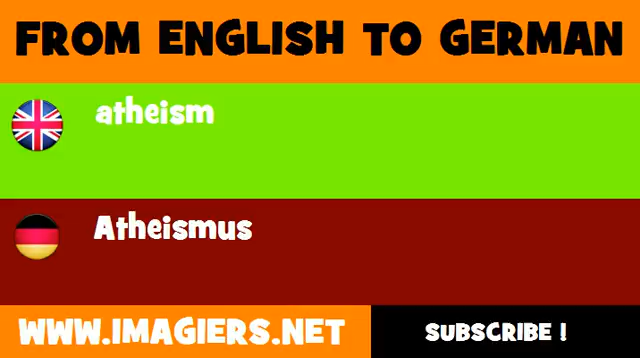 FROM ENGLISH TO GERMAN
atheism
Atheismus
WWW.IMAGIERS.NET
SUBSCRIBE !